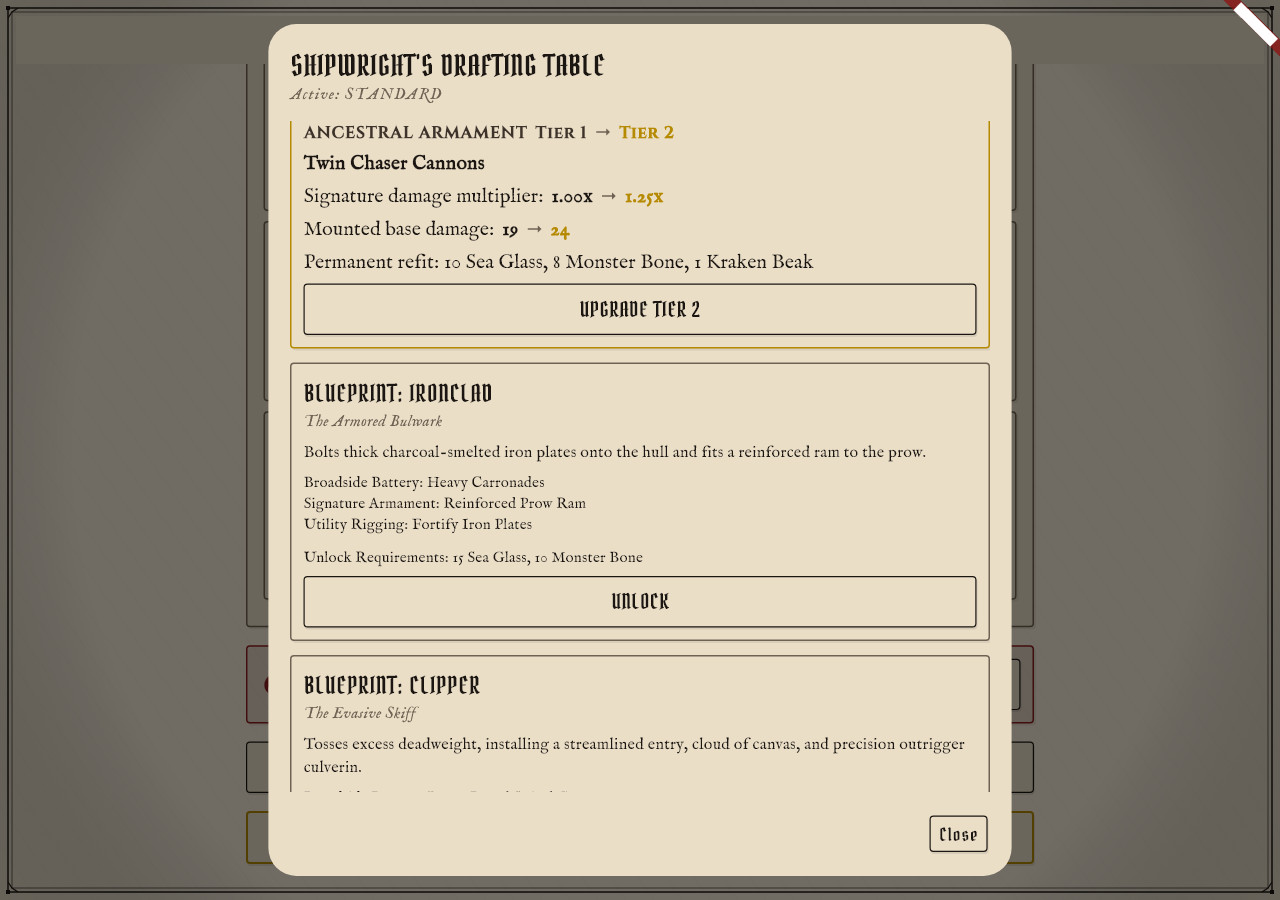 SHIPWRIGHT'S DRAFTING TABLE
Active: STANDARD
ANCESTRAL ARMAMENT TIER 1 → TIER 2
Twin Chaser Cannons
Signature damage multiplier: 1.00x → 1.25x
Mounted base damage: 19 → 24
Permanent refit: 10 Sea Glass, 8 Monster Bone, 1 Kraken Beak
UPGRADE TIER 2
BLUEPRINT: IRONCLAD
The Armored Bulwark
Bolts thick charcoal-smelted iron plates onto the hull and fits a reinforced ram to the prow.
Broadside Battery: Heavy Carronades
Signature Armament: Reinforced Prow Ram
Utility Rigging: Fortify Iron Plates
Unlock Requirements: 15 Sea Glass, 10 Monster Bone
UNLOCK
BLUEPRINT: CLIPPER
The Evasive Skiff
Tosses excess deadweight, installing a streamlined entry, cloud of canvas, and precision outrigger
culverin.
Close